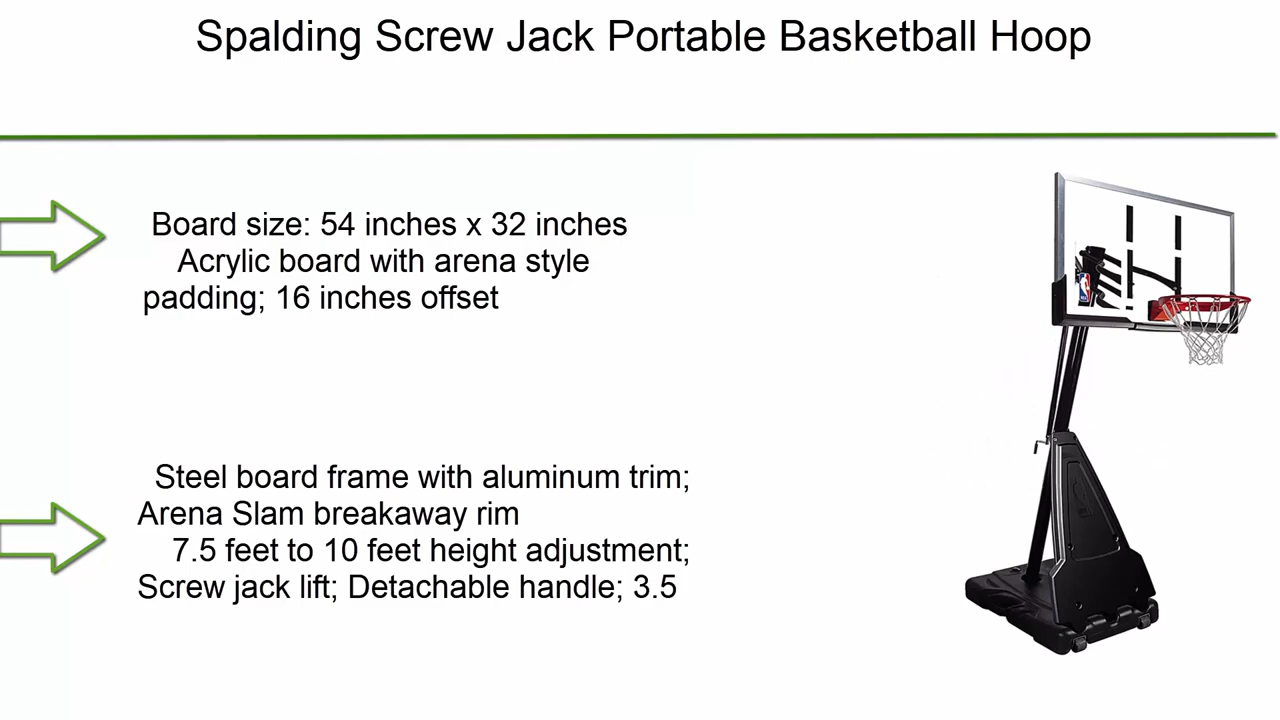 Spalding Screw Jack Portable Basketball Hoop
Board size: 54 inches x 32 inches
Acrylic board with arena style
padding; 16 inches offset
Steel board frame with aluminum trim;
Arena Slam breakaway rim
7.5 feet to 10 feet height adjustment;
Screw jack lift; Detachable handle; 3.5